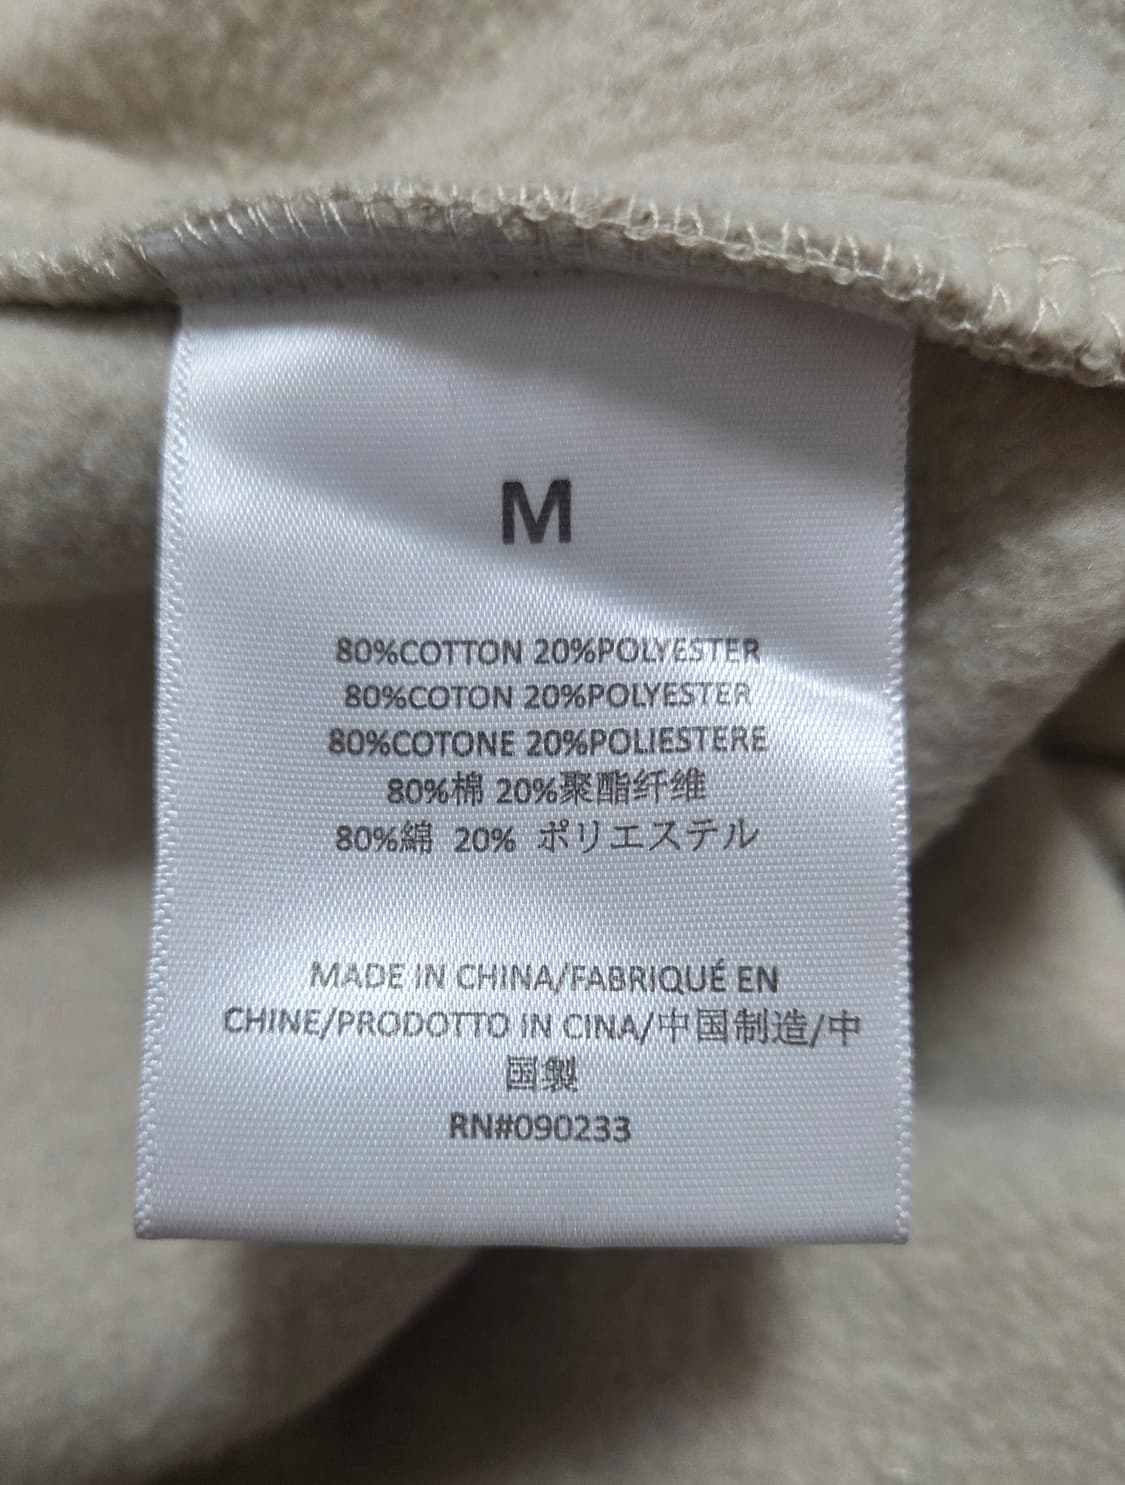 M
80%COTTON 20%POLYESTER
80%COTON 20%POLYESTER
80%COTONE 20%POLIESTERE
80%棉 20%聚酯纤维
80%綿 20% ポリエステル
MADE IN CHINA/FABRIQUÉ EN
CHINE/PRODOTTO IN CINA/中国制造/中
国製
RN#090233